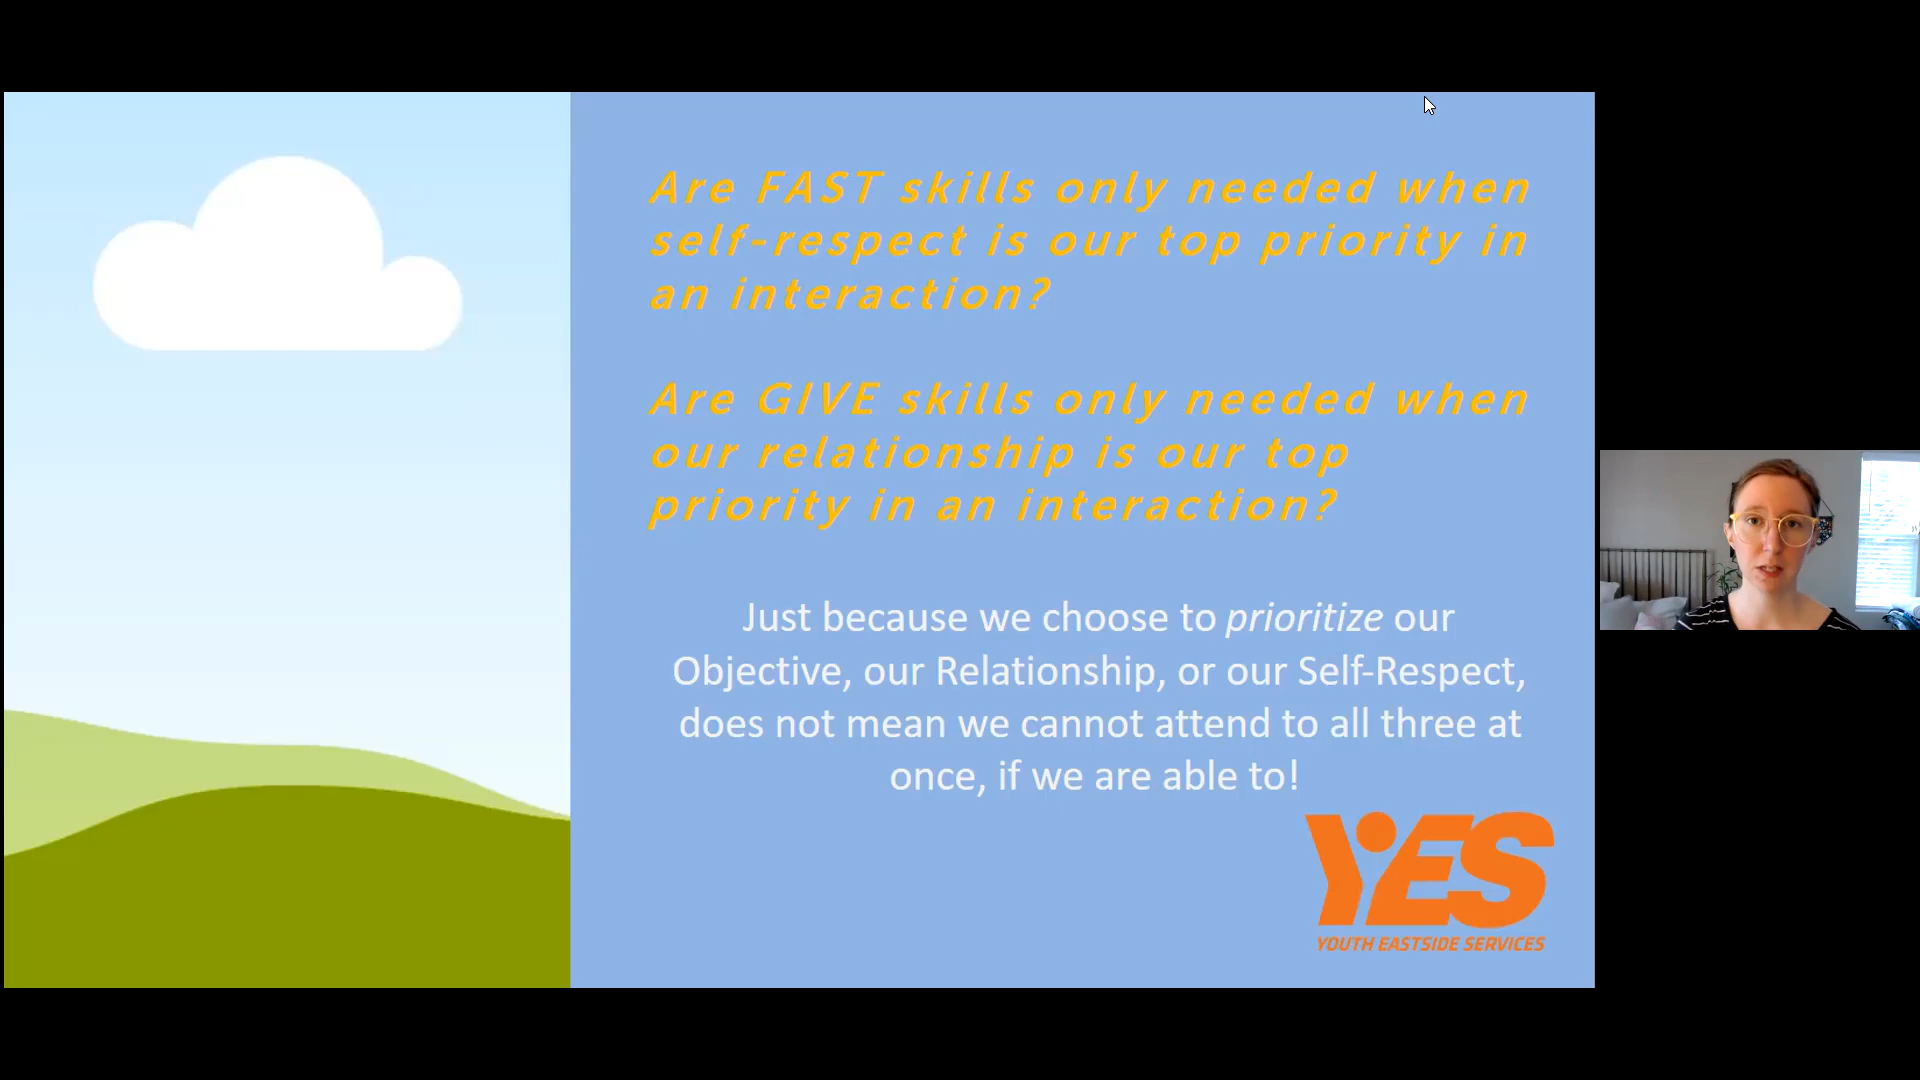 Are FAST skills only needed when
self-respect is our top priority in
an interaction?
Are GIVE skills only needed when
our relationship is our top
priority in an interaction?
Just because we choose to prioritize our
Objective, our Relationship, or our Self-Respect,
does not mean we cannot attend to all three at
once, if we are able to!
YES
YOUTH EASTSIDE SERVICES